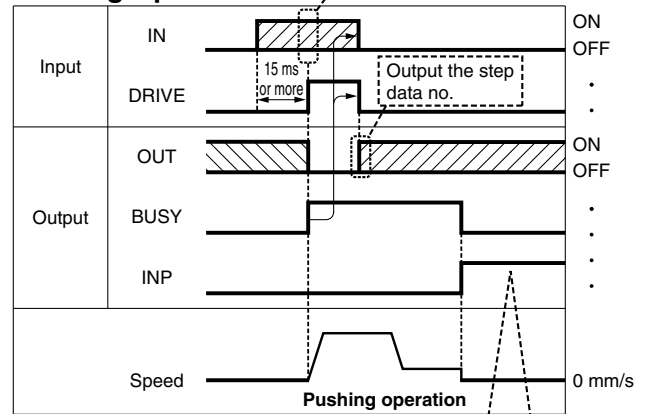 IN
ON
OFF
Input
15 ms
or more
Output the step
data no.
DRIVE
OUT
ON
OFF
Output
BUSY
INP
Speed
0 mm/s
Pushing operation